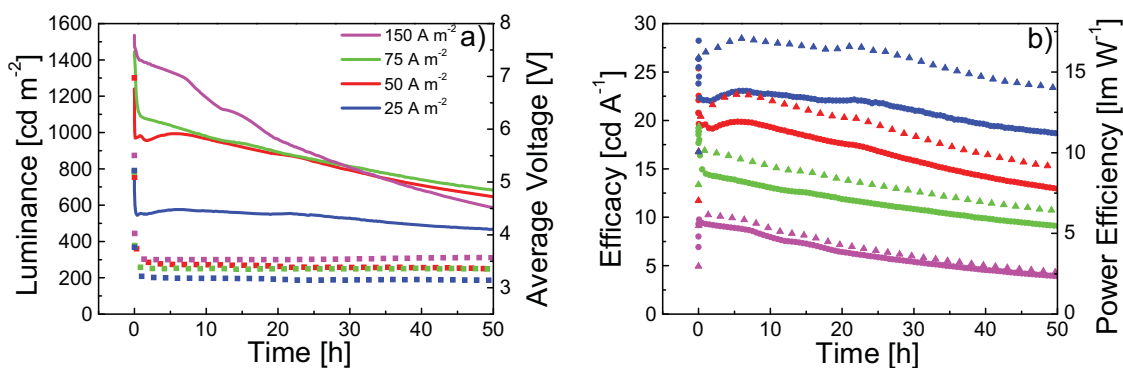 a)
150 A m⁻²
75 A m⁻²
50 A m⁻²
25 A m⁻²
Luminance [cd m⁻²]
1600
1400
1200
1000
800
600
400
200
0
Average Voltage [V]
8
7
6
5
4
3
0 10 20 30 40 50
Time [h]
b)
Efficacy [cd A⁻¹]
30
25
20
15
10
5
0
Power Efficiency [lm W⁻¹]
15
10
5
0
0 10 20 30 40 50
Time [h]